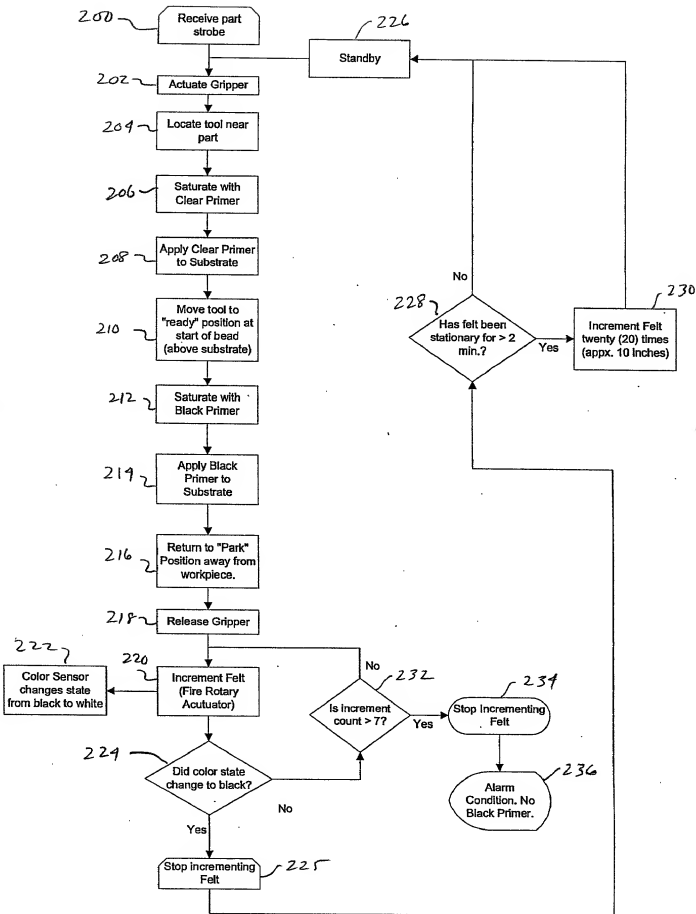 200
Receive part
strobe
226
Standby
202
Actuate Gripper
204
Locate tool near
part
206
Saturate with
Clear Primer
208
Apply Clear Primer
to Substrate
210
Move tool to
"ready" position at
start of bead
(above substrate)
212
Saturate with
Black Primer
214
Apply Black
Primer to
Substrate
216
Return to "Park"
Position away from
workpiece.
218
Release Gripper
220
Increment Felt
(Fire Rotary
Acutuator)
222
Color Sensor
changes state
from black to white
224
Did color state
change to black?
No
Yes
225
Stop incrementing
Felt
No
228
Has felt been
stationary for > 2
min.?
Yes
230
Increment Felt
twenty (20) times
(appx. 10 inches)
No
232
Is increment
count > 7?
Yes
234
Stop Incrementing
Felt
236
Alarm
Condition. No
Black Primer.